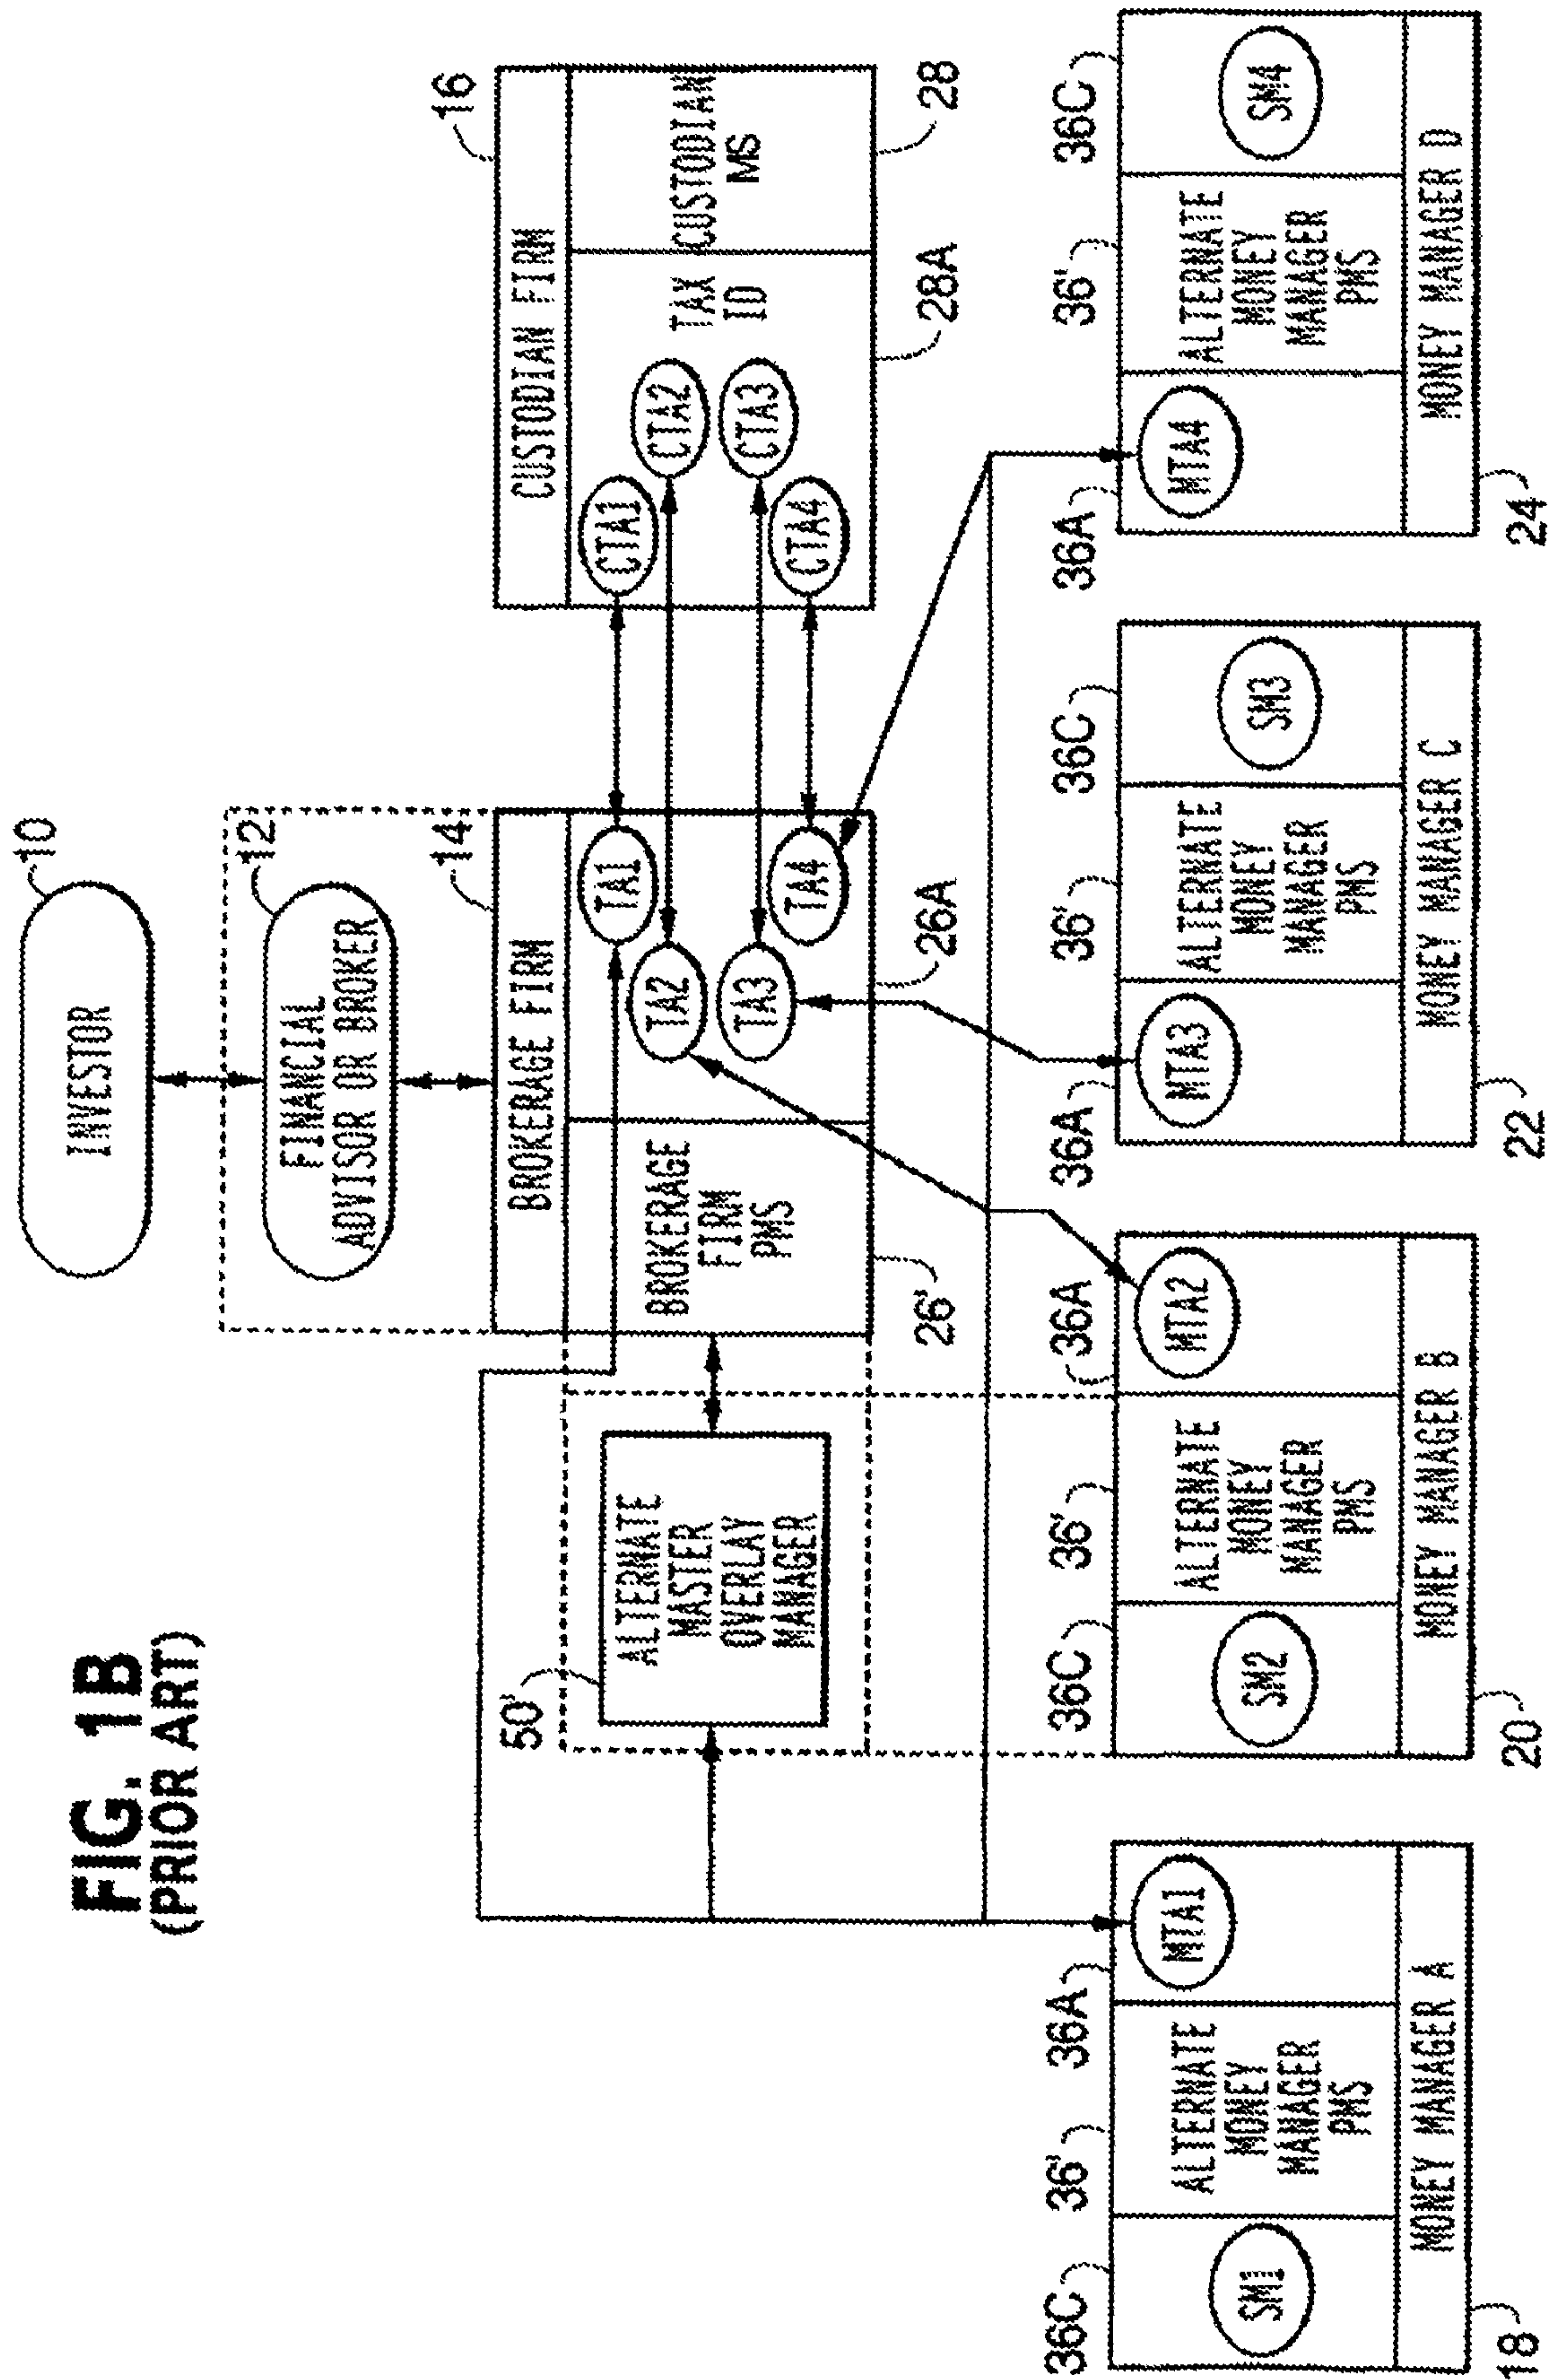 FIG. 1B
(PRIOR ART)
10
INVESTOR
12
FINANCIAL
ADVISOR OR BROKER
14
BROKERAGE FIRM
BROKERAGE
FIRM
PMS
TA1
TA2
TA3
TA4
26'
26A
50'
ALTERNATE
MASTER
OVERLAY
MANAGER
16
CUSTODIAN FIRM
CTA1
CTA2
CTA3
CTA4
TAX
ID
CUSTODIAN
MS
28A
28
36C
36'
36A
SM1
ALTERNATE
MONEY
MANAGER
PMS
MTA1
MONEY MANAGER A
18
36C
36'
36A
SM2
ALTERNATE
MONEY
MANAGER
PMS
MTA2
MONEY MANAGER B
20
36A
36'
36C
MTA3
ALTERNATE
MONEY
MANAGER
PMS
SM3
MONEY MANAGER C
22
36A
36'
36C
MTA4
ALTERNATE
MONEY
MANAGER
PMS
SM4
MONEY MANAGER D
24